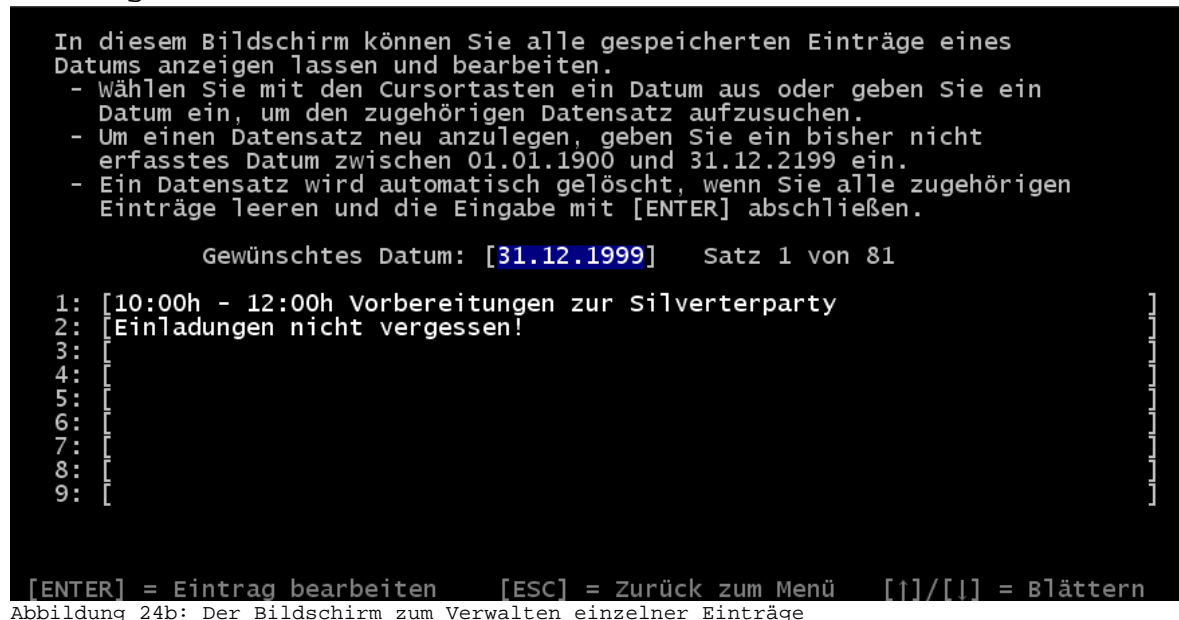 In diesem Bildschirm können Sie alle gespeicherten Einträge eines
Datums anzeigen lassen und bearbeiten.
- Wählen Sie mit den Cursortasten ein Datum aus oder geben Sie ein
Datum ein, um den zugehörigen Datensatz aufzusuchen.
- Um einen Datensatz neu anzulegen, geben Sie ein bisher nicht
erfasstes Datum zwischen 01.01.1900 und 31.12.2199 ein.
- Ein Datensatz wird automatisch gelöscht, wenn Sie alle zugehörigen
Einträge leeren und die Eingabe mit [ENTER] abschließen.
Gewünschtes Datum: [31.12.1999] Satz 1 von 81
1: [10:00h - 12:00h Vorbereitungen zur Silverterparty ]
2: [Einladungen nicht vergessen! ]
3: [ ]
4: [ ]
5: [ ]
6: [ ]
7: [ ]
8: [ ]
9: [ ]
[ENTER] = Eintrag bearbeiten [ESC] = Zurück zum Menü [↑]/[↓] = Blättern
Abbildung 24b: Der Bildschirm zum Verwalten einzelner Einträge